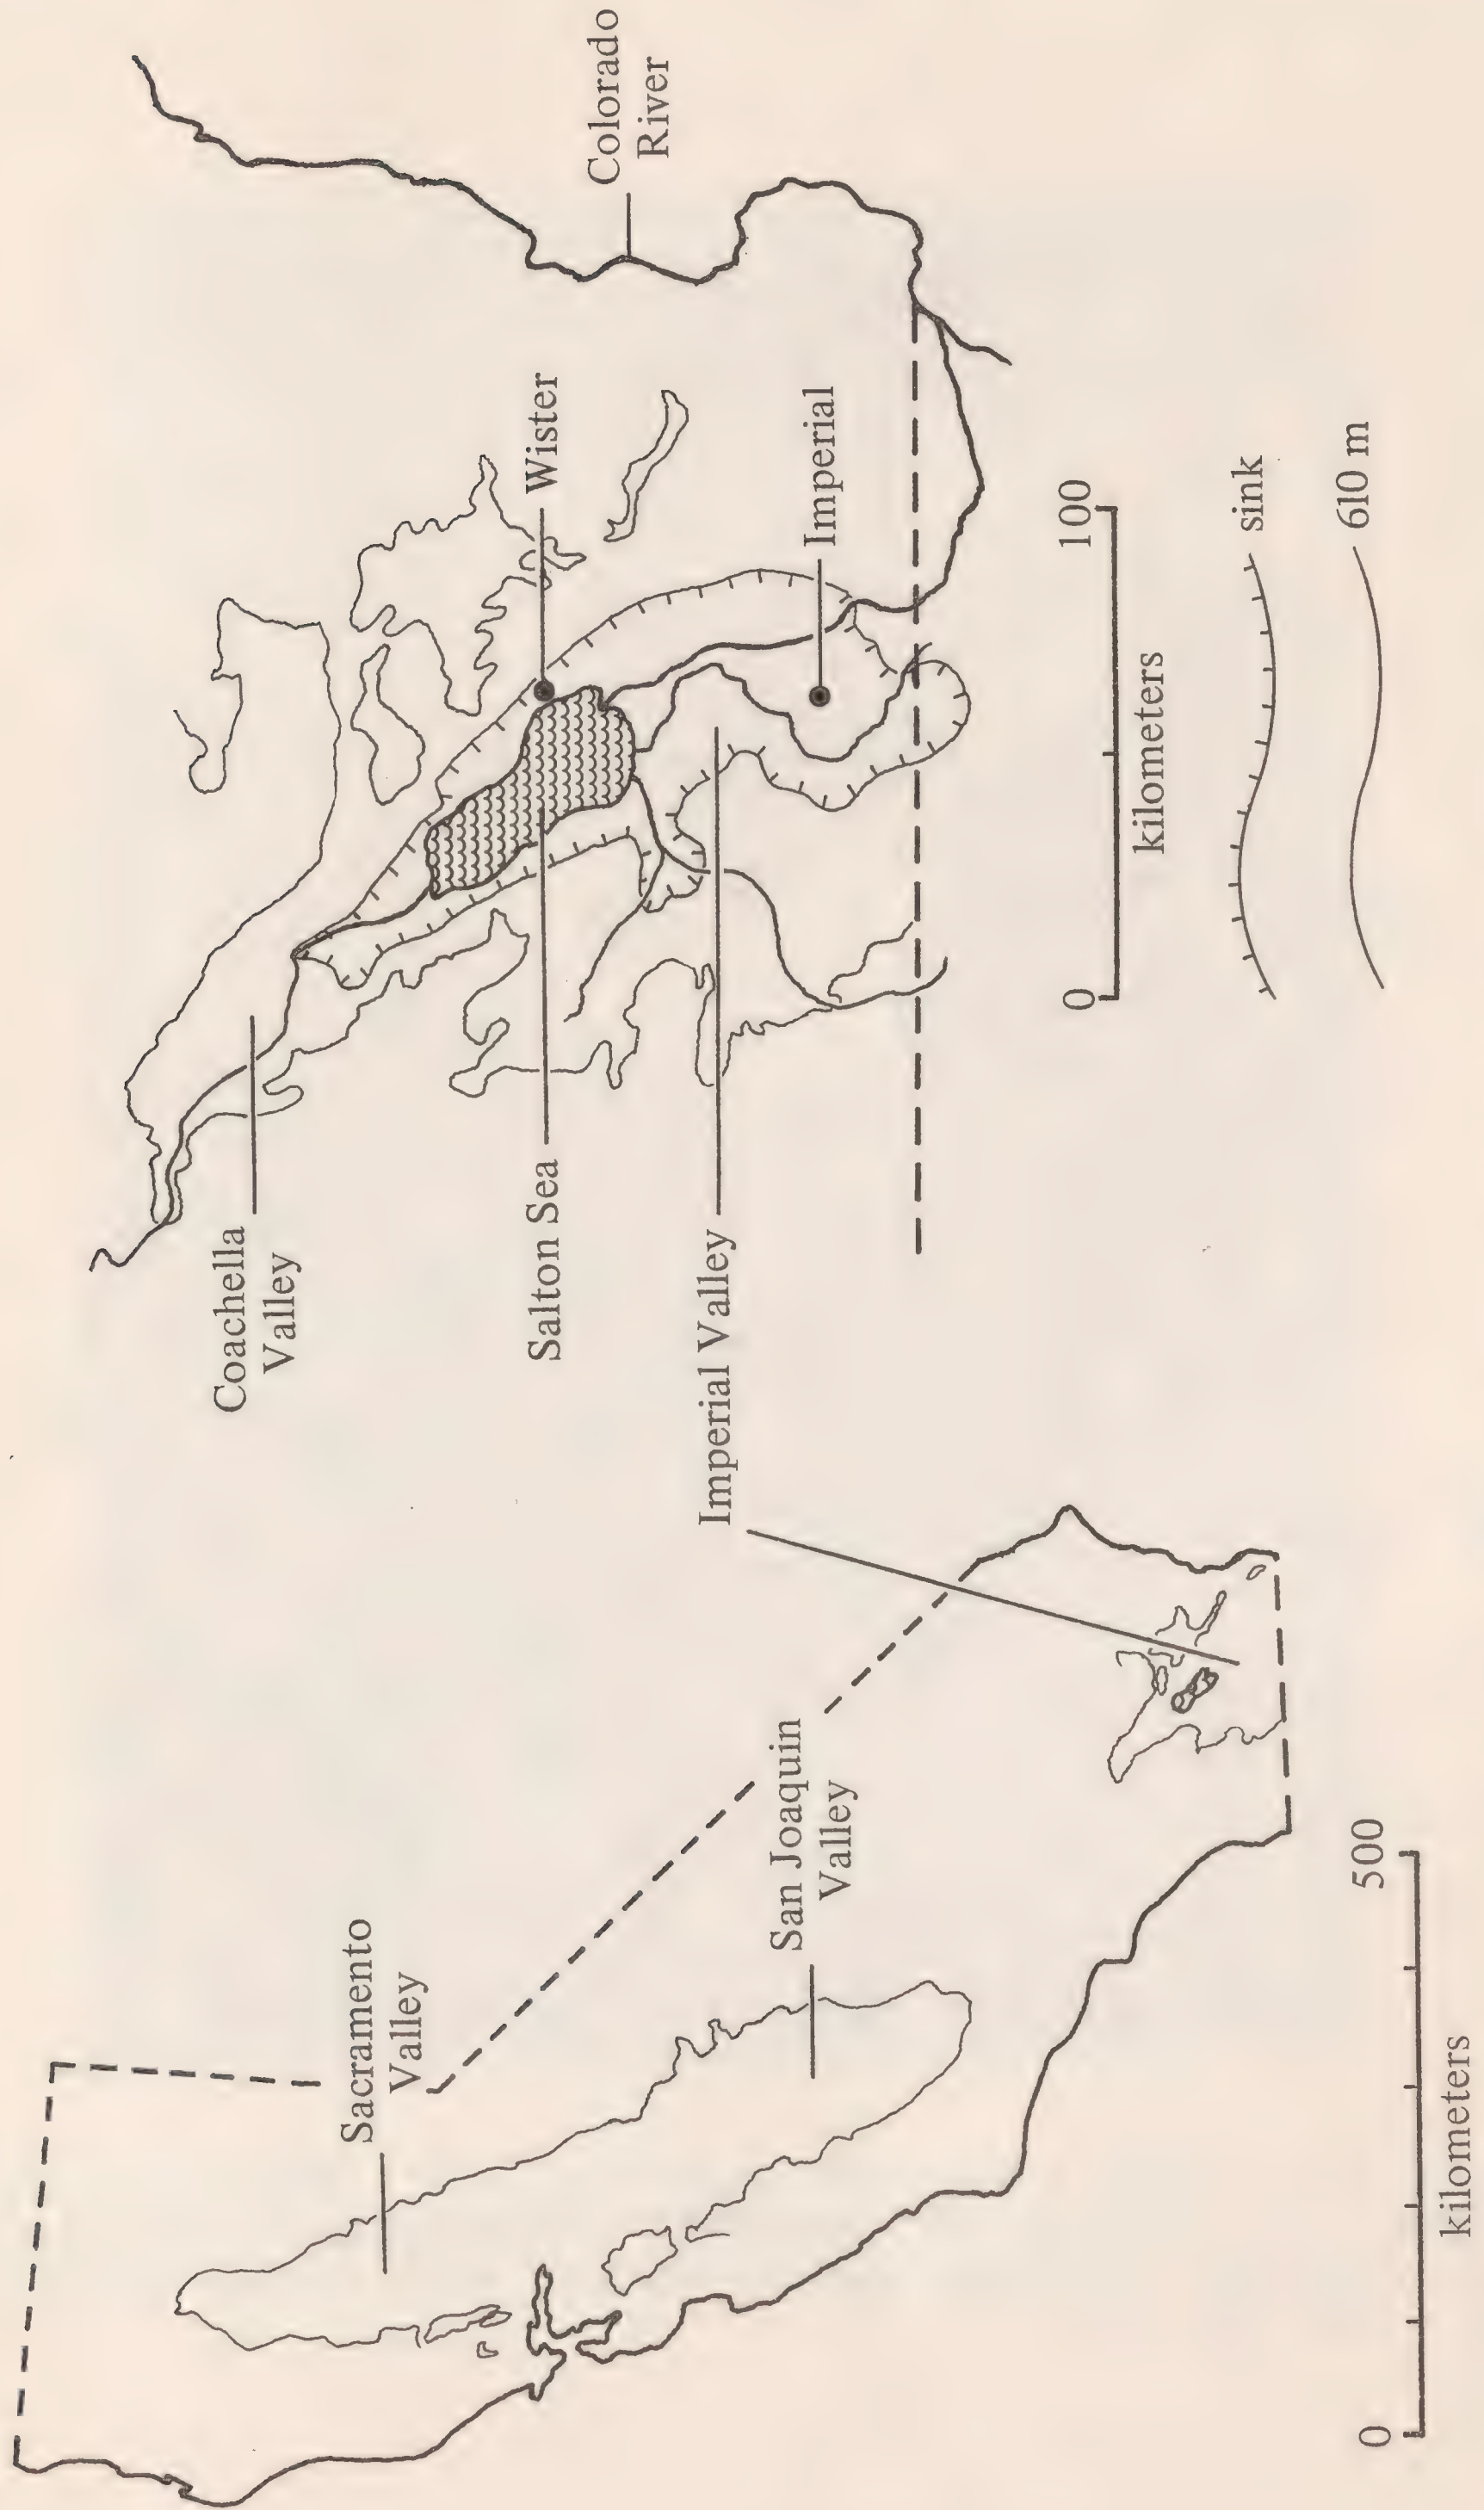 Sacramento
Valley
San Joaquin
Valley
0
500
kilometers
Coachella
Valley
Salton Sea
Imperial Valley
Wister
Imperial
Colorado
River
0
100
kilometers
sink
610 m